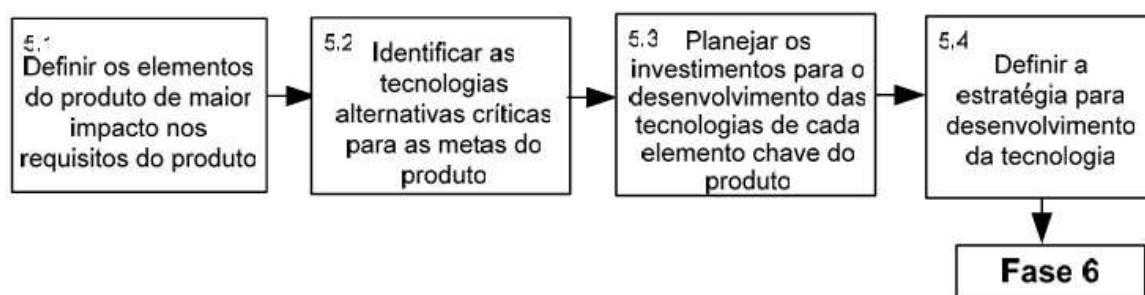 5.1
Definir os elementos
do produto de maior
impacto nos
requisitos do produto
5.2
Identificar as
tecnologias
alternativas críticas
para as metas do
produto
5.3 Planejar os
investimentos para o
desenvolvimento das
tecnologias de cada
elemento chave do
produto
5.4
Definir a
estratégia para
desenvolvimento
da tecnologia
Fase 6